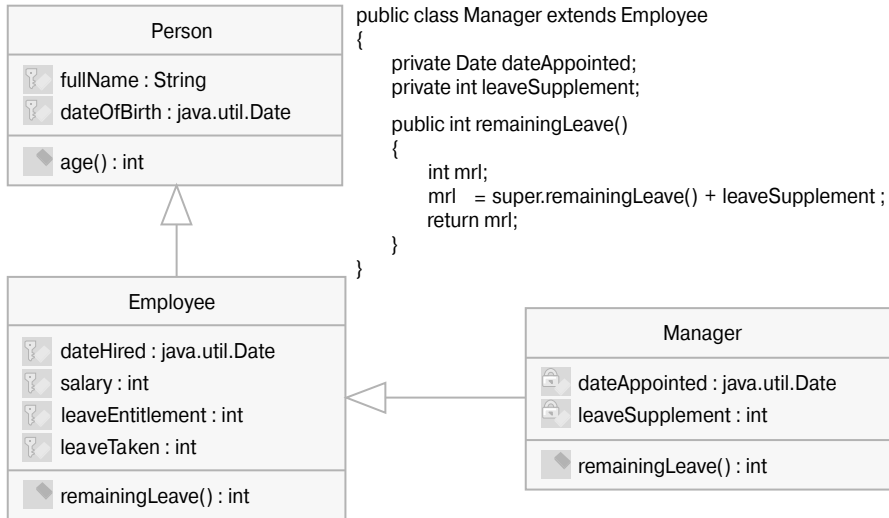 Person
fullName : String
dateOfBirth : java.util.Date
age() : int
public class Manager extends Employee
{
private Date dateAppointed;
private int leaveSupplement;
public int remainingLeave()
{
int mrl;
mrl = super.remainingLeave() + leaveSupplement ;
return mrl;
}
}
Employee
dateHired : java.util.Date
salary : int
leaveEntitlement : int
leaveTaken : int
remainingLeave() : int
Manager
dateAppointed : java.util.Date
leaveSupplement : int
remainingLeave() : int